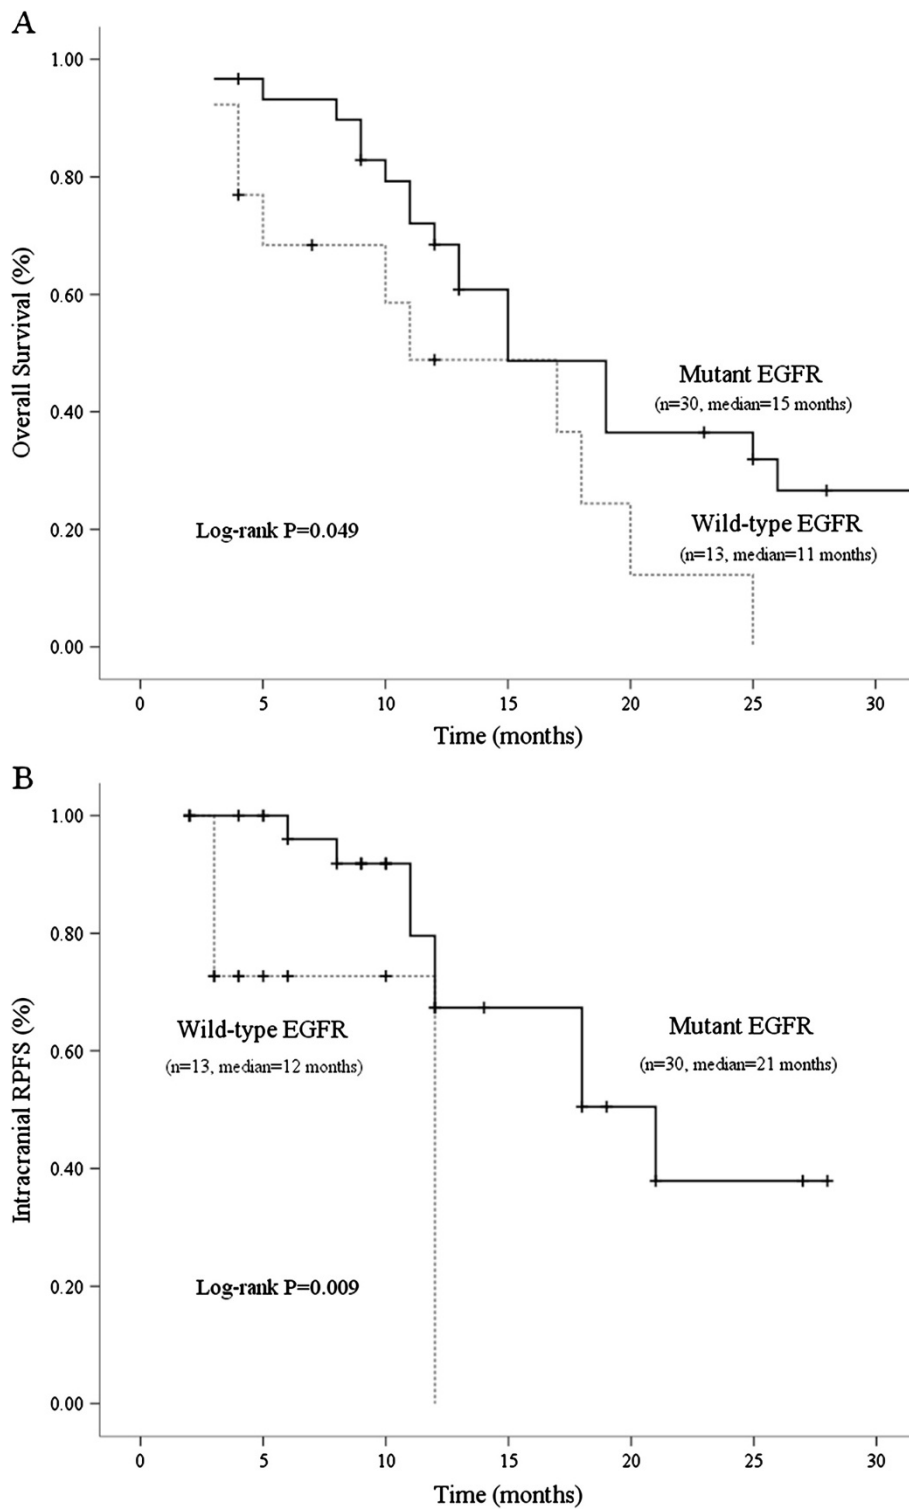 A
1.00
0.80
0.60
0.40
0.20
0.00
Overall Survival (%)
Mutant EGFR
(n=30, median=15 months)
Wild-type EGFR
(n=13, median=11 months)
Log-rank P=0.049
0 5 10 15 20 25 30
Time (months)
B
1.00
0.80
0.60
0.40
0.20
0.00
Intracranial RPFS (%)
Wild-type EGFR
(n=13, median=12 months)
Mutant EGFR
(n=30, median=21 months)
Log-rank P=0.009
0 5 10 15 20 25 30
Time (months)